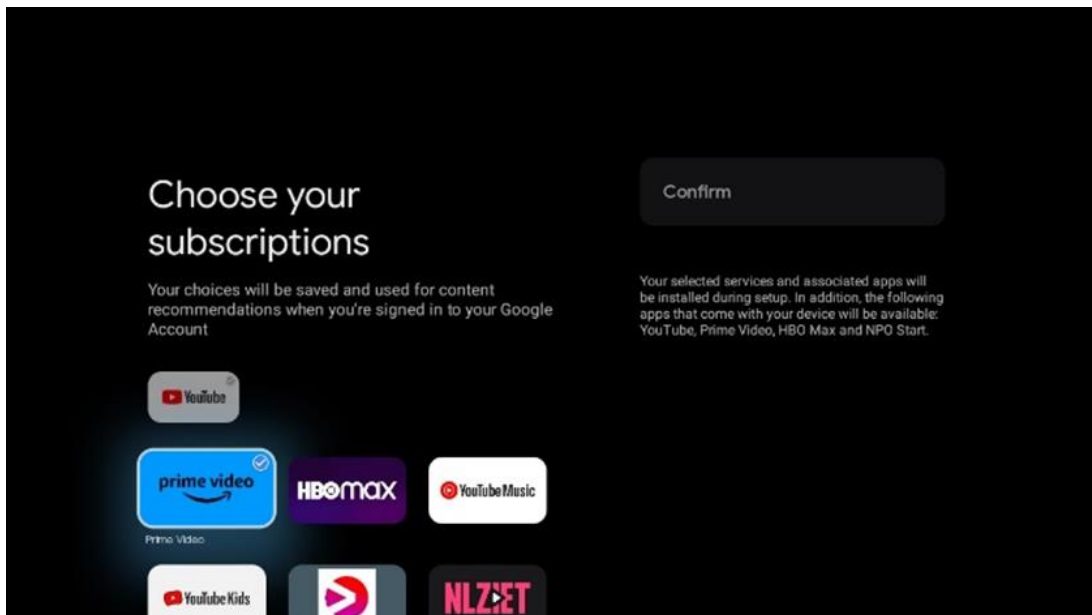 Choose your
subscriptions
Your choices will be saved and used for content
recommendations when you're signed in to your Google
Account
YouTube
prime video
HBOmax
YouTube Music
Prime Video
YouTube Kids
NLZIET
Confirm
Your selected services and associated apps will
be installed during setup. In addition, the following
apps that come with your device will be available:
YouTube, Prime Video, HBO Max and NPO Start.